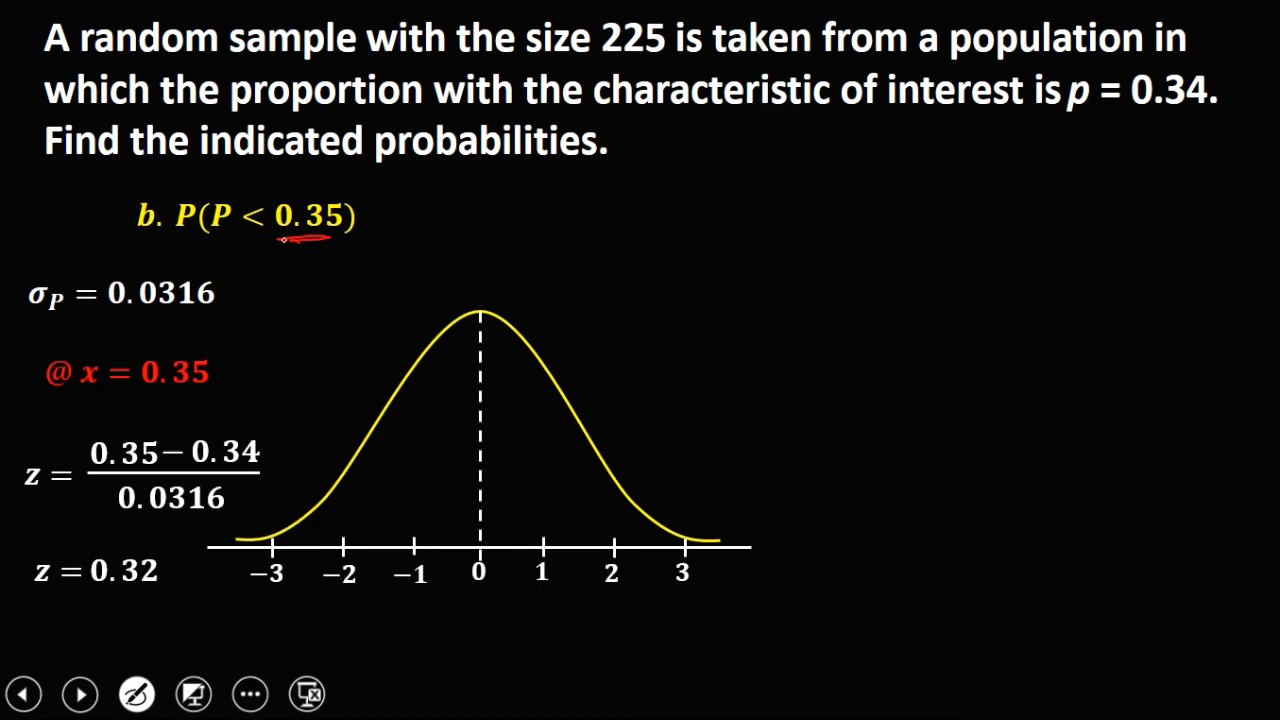 A random sample with the size 225 is taken from a population in
which the proportion with the characteristic of interest is p = 0.34.
Find the indicated probabilities.
b. P(P < 0.35)
σ_P = 0.0316
@ x = 0.35
z = (0.35 − 0.34) / 0.0316
z = 0.32
−3 −2 −1 0 1 2 3